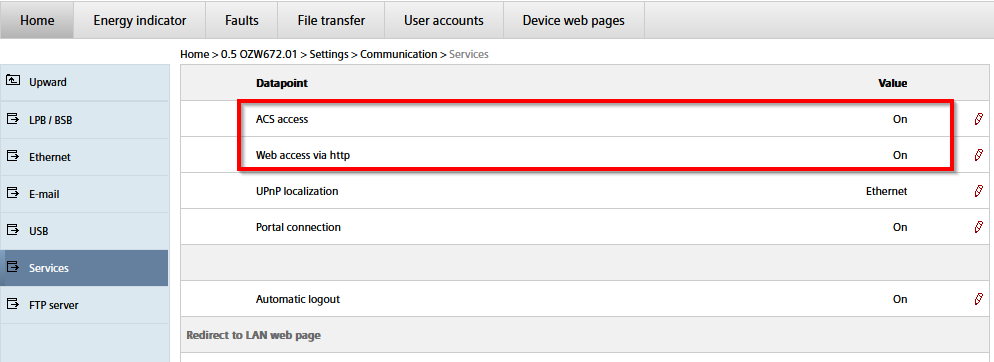 Home Energy indicator Faults File transfer User accounts Device web pages
Home > 0.5 OZW672.01 > Settings > Communication > Services
Upward
LPB / BSB
Ethernet
E-mail
USB
Services
FTP server
Datapoint Value
ACS access On
Web access via http On
UPnP localization Ethernet
Portal connection On
Automatic logout On
Redirect to LAN web page